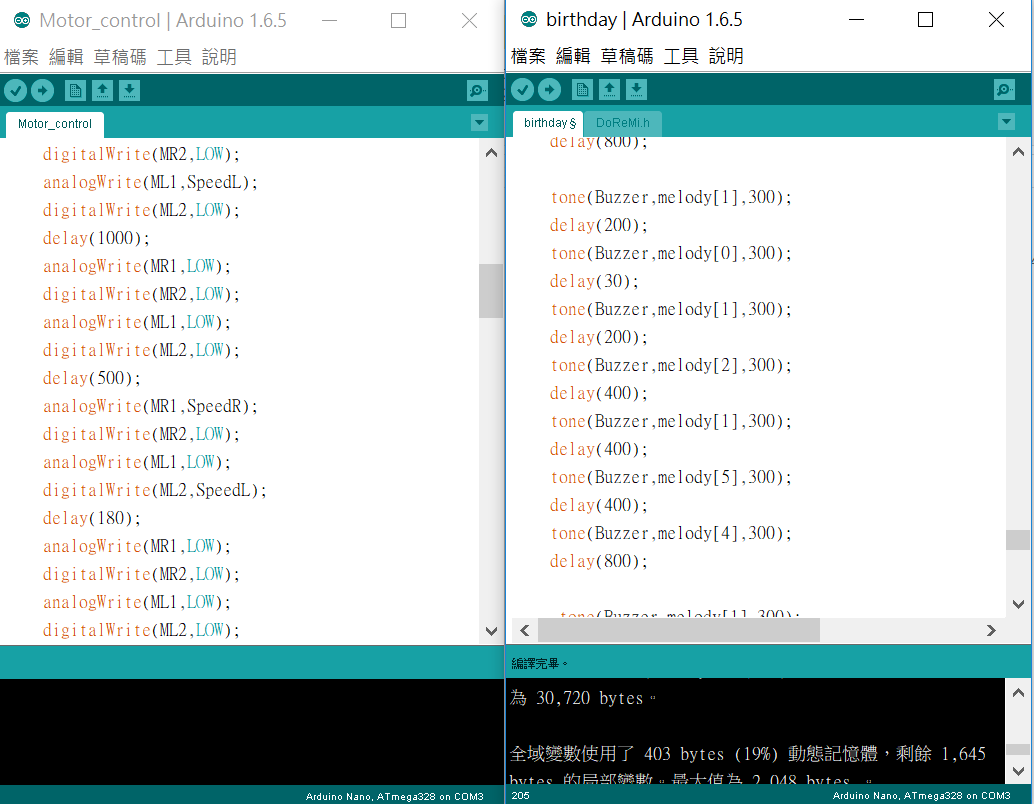 Motor_control | Arduino 1.6.5
檔案 編輯 草稿碼 工具 說明
Motor_control
digitalWrite(MR2,LOW);
analogWrite(ML1,SpeedL);
digitalWrite(ML2,LOW);
delay(1000);
analogWrite(MR1,LOW);
digitalWrite(MR2,LOW);
analogWrite(ML1,LOW);
digitalWrite(ML2,LOW);
delay(500);
analogWrite(MR1,SpeedR);
digitalWrite(MR2,LOW);
analogWrite(ML1,LOW);
digitalWrite(ML2,SpeedL);
delay(180);
analogWrite(MR1,LOW);
digitalWrite(MR2,LOW);
analogWrite(ML1,LOW);
digitalWrite(ML2,LOW);
Arduino Nano, ATmega328 on COM3
birthday | Arduino 1.6.5
檔案 編輯 草稿碼 工具 說明
birthday § DoReMi.h
delay(800);
tone(Buzzer,melody[1],300);
delay(200);
tone(Buzzer,melody[0],300);
delay(30);
tone(Buzzer,melody[1],300);
delay(200);
tone(Buzzer,melody[2],300);
delay(400);
tone(Buzzer,melody[1],300);
delay(400);
tone(Buzzer,melody[5],300);
delay(400);
tone(Buzzer,melody[4],300);
delay(800);
tone(Buzzer,melody[1],300);
編譯完畢。
為 30,720 bytes。
全域變數使用了 403 bytes (19%) 動態記憶體，剩餘 1,645
bytes 的局部變數。最大值為 2,048 bytes 。
205 Arduino Nano, ATmega328 on COM3